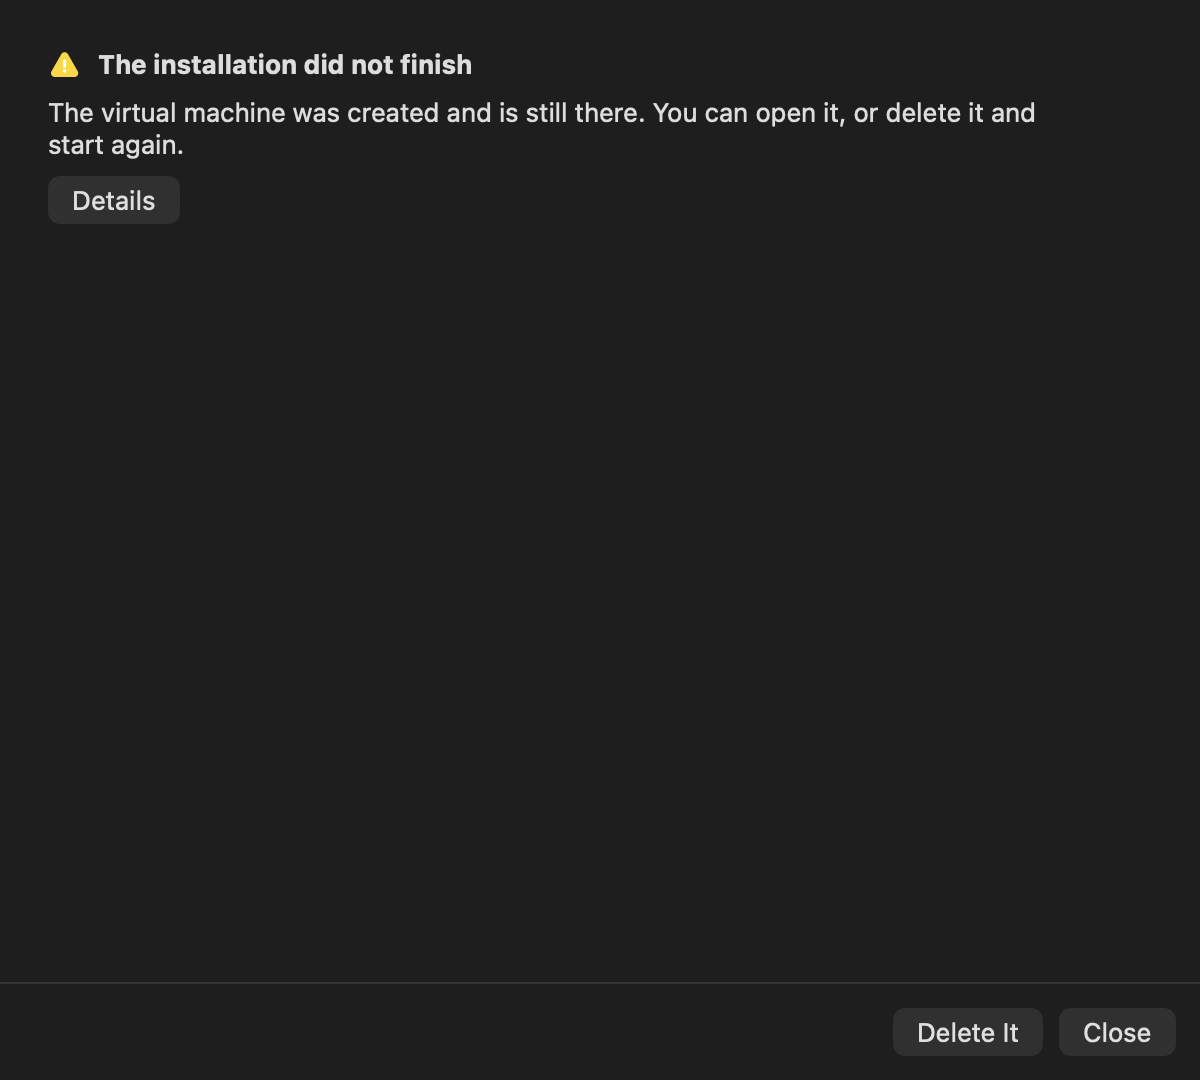 The installation did not finish
The virtual machine was created and is still there. You can open it, or delete it and
start again.
Details
Delete It
Close